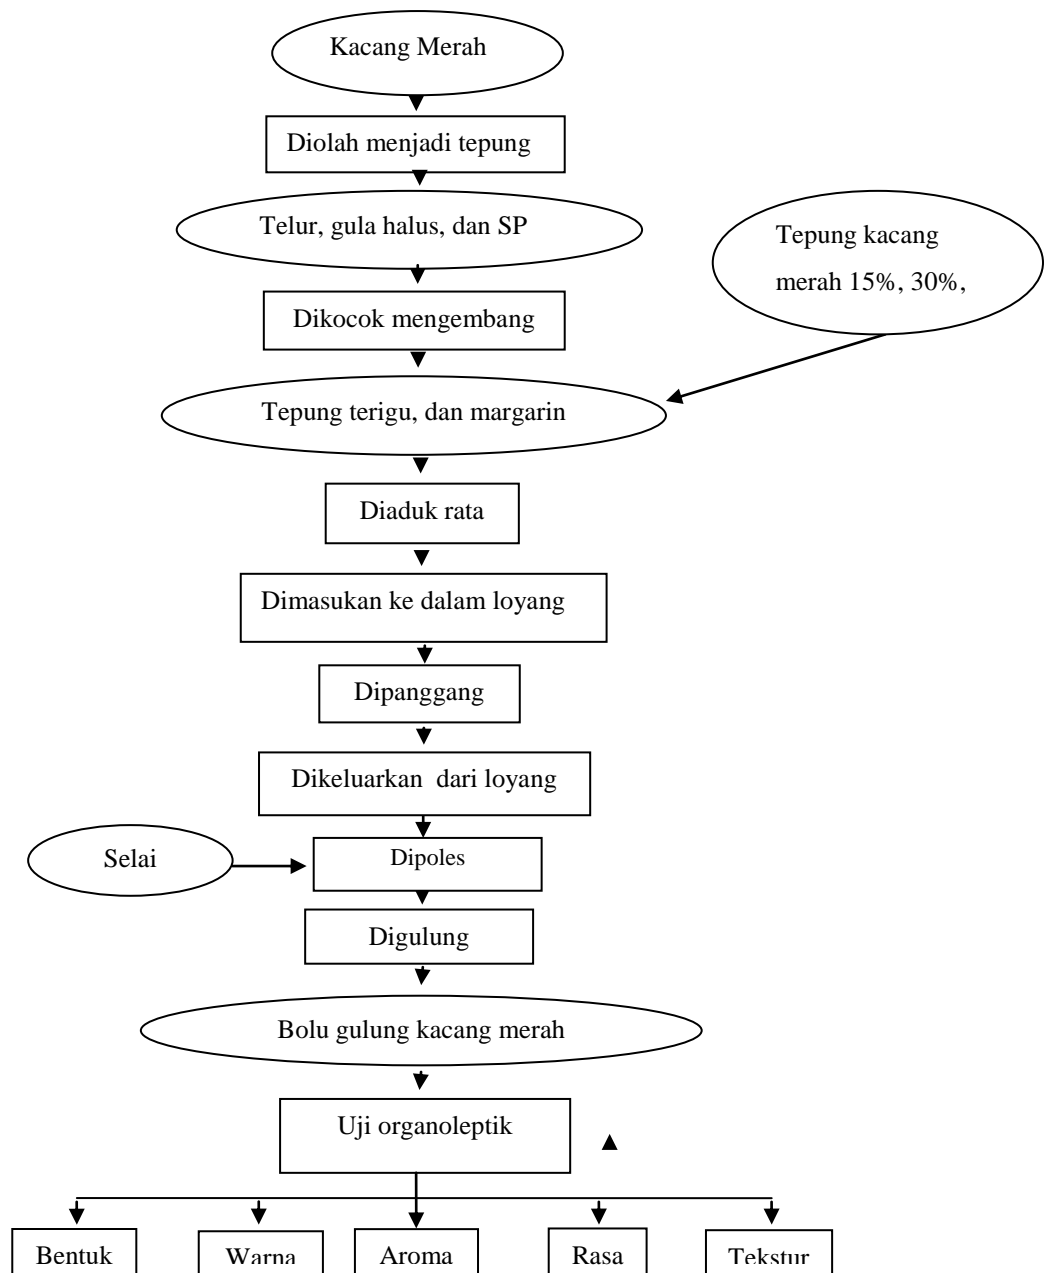 Kacang Merah
Diolah menjadi tepung
Telur, gula halus, dan SP
Tepung kacang
merah 15%, 30%,
Dikocok mengembang
Tepung terigu, dan margarin
Diaduk rata
Dimasukan ke dalam loyang
Dipanggang
Dikeluarkan dari loyang
Selai
Dipoles
Digulung
Bolu gulung kacang merah
Uji organoleptik
Bentuk
Warna
Aroma
Rasa
Tekstur